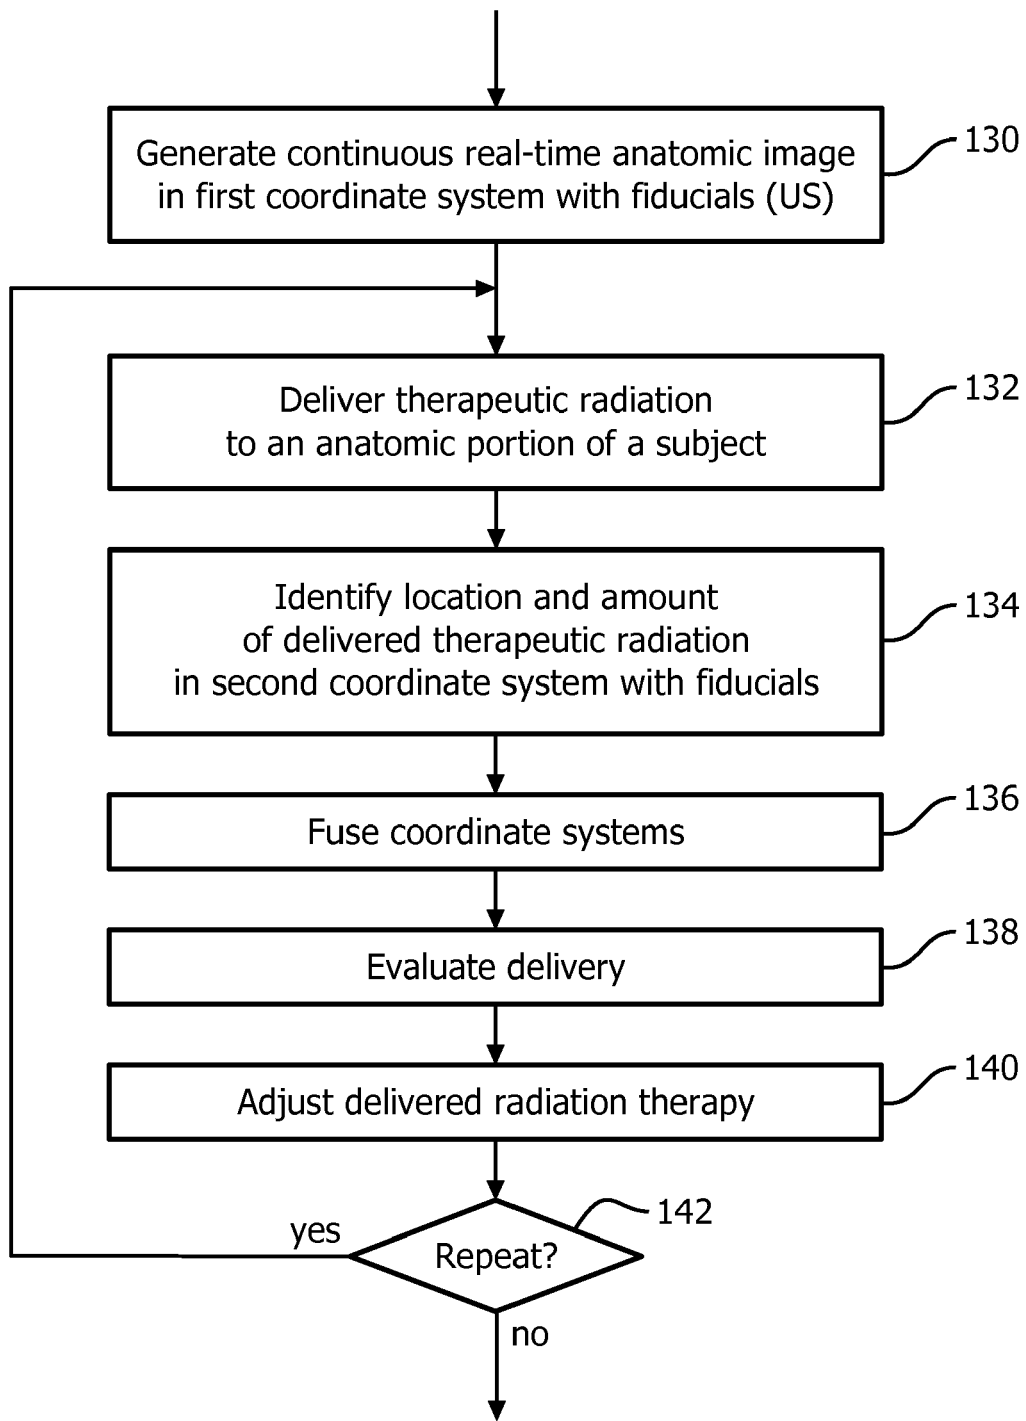 Generate continuous real-time anatomic image
in first coordinate system with fiducials (US)
130
Deliver therapeutic radiation
to an anatomic portion of a subject
132
Identify location and amount
of delivered therapeutic radiation
in second coordinate system with fiducials
134
Fuse coordinate systems
136
Evaluate delivery
138
Adjust delivered radiation therapy
140
Repeat?
142
yes
no